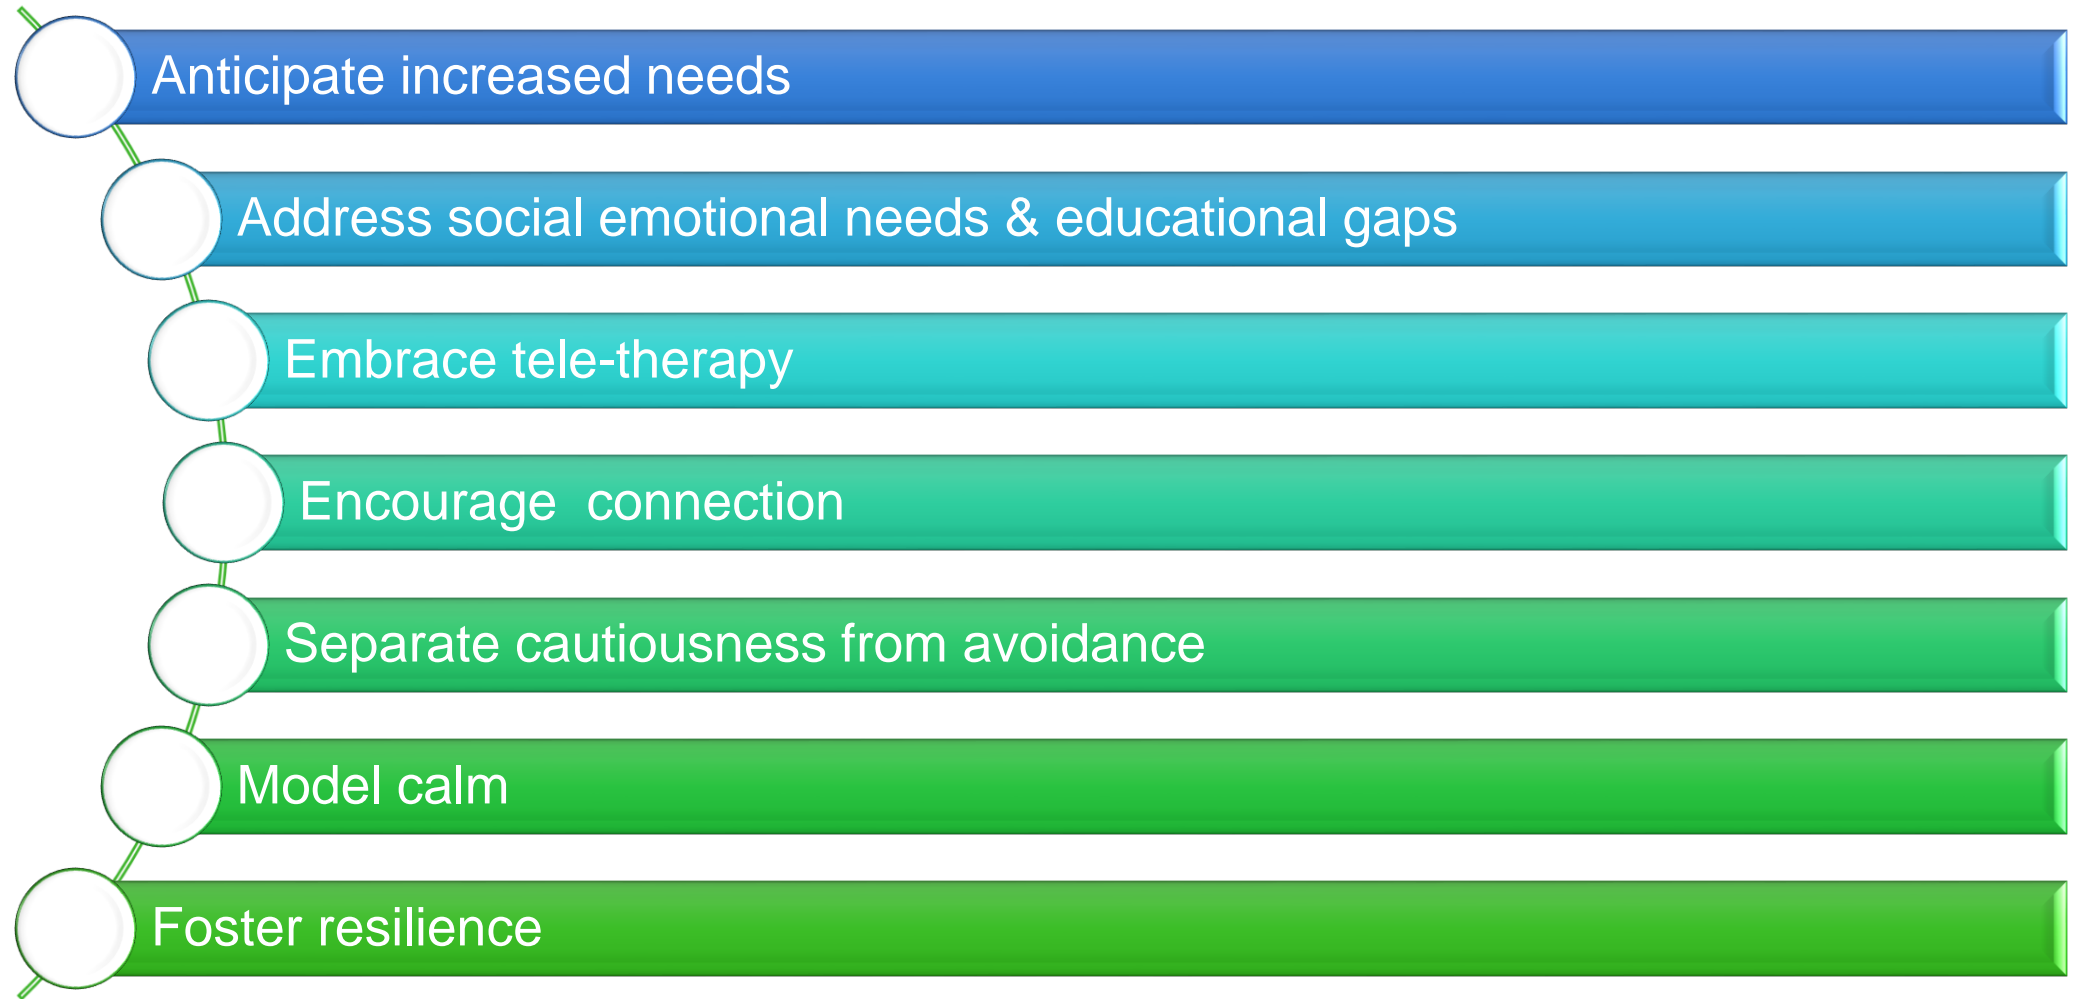 Anticipate increased needs
Address social emotional needs & educational gaps
Embrace tele-therapy
Encourage  connection
Separate cautiousness from avoidance
Model calm
Foster resilience